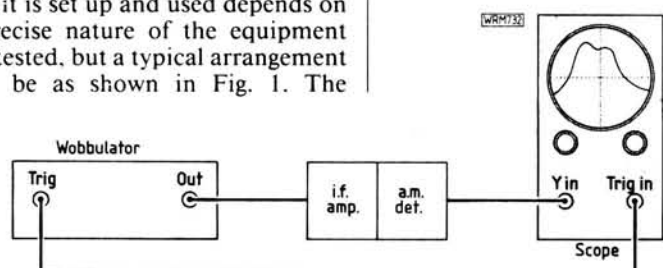 it is set up and used depends on
recise nature of the equipment
tested, but a typical arrangement
be as shown in Fig. 1. The
WRM732
Wobbulator
Trig
Out
i.f.
amp.
a.m.
det.
Y in
Trig in
Scope